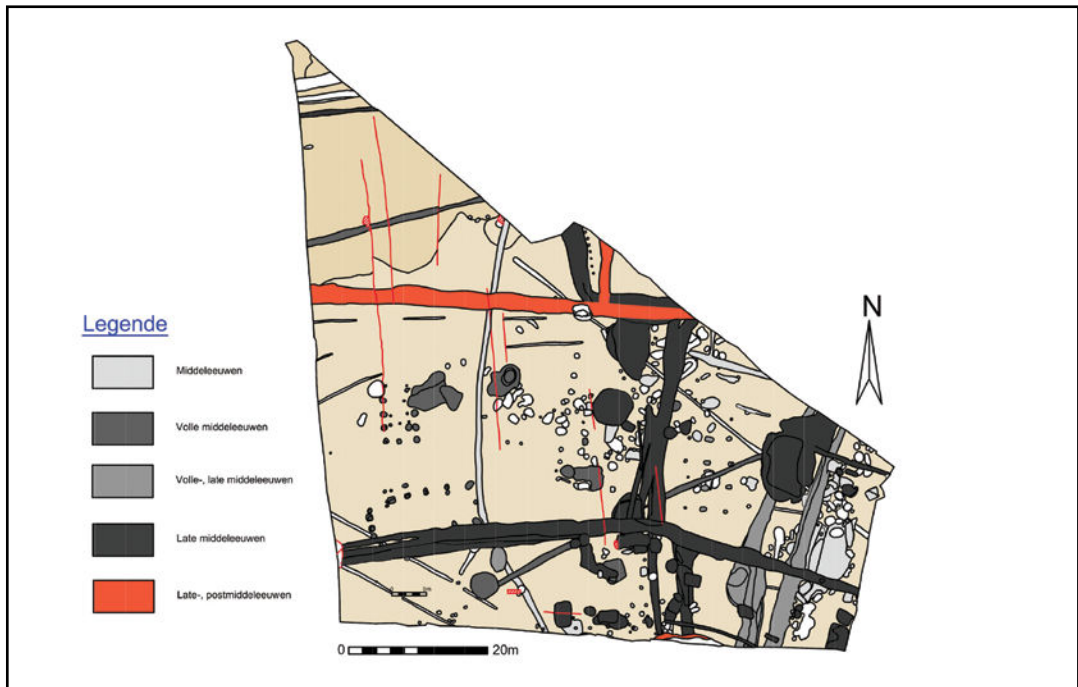 Legende
Middeleeuwen
Volle middeleeuwen
Volle-, late middeleeuwen
Late middeleeuwen
Late-, postmiddeleeuwen
N
0 20m